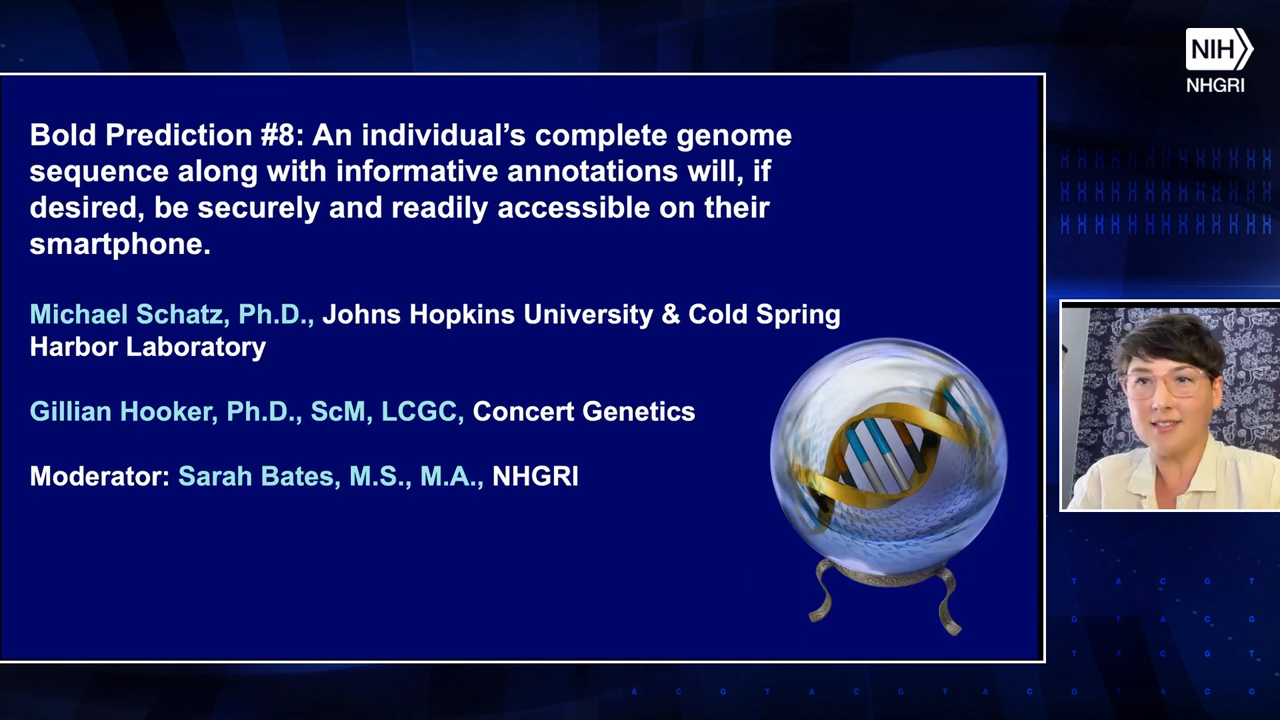 NIH
NHGRI
Bold Prediction #8: An individual’s complete genome
sequence along with informative annotations will, if
desired, be securely and readily accessible on their
smartphone.
Michael Schatz, Ph.D., Johns Hopkins University & Cold Spring
Harbor Laboratory
Gillian Hooker, Ph.D., ScM, LCGC, Concert Genetics
Moderator: Sarah Bates, M.S., M.A., NHGRI
T A C G T
G T A C G
T A C G T
A C G T A C G T A C G T A C G